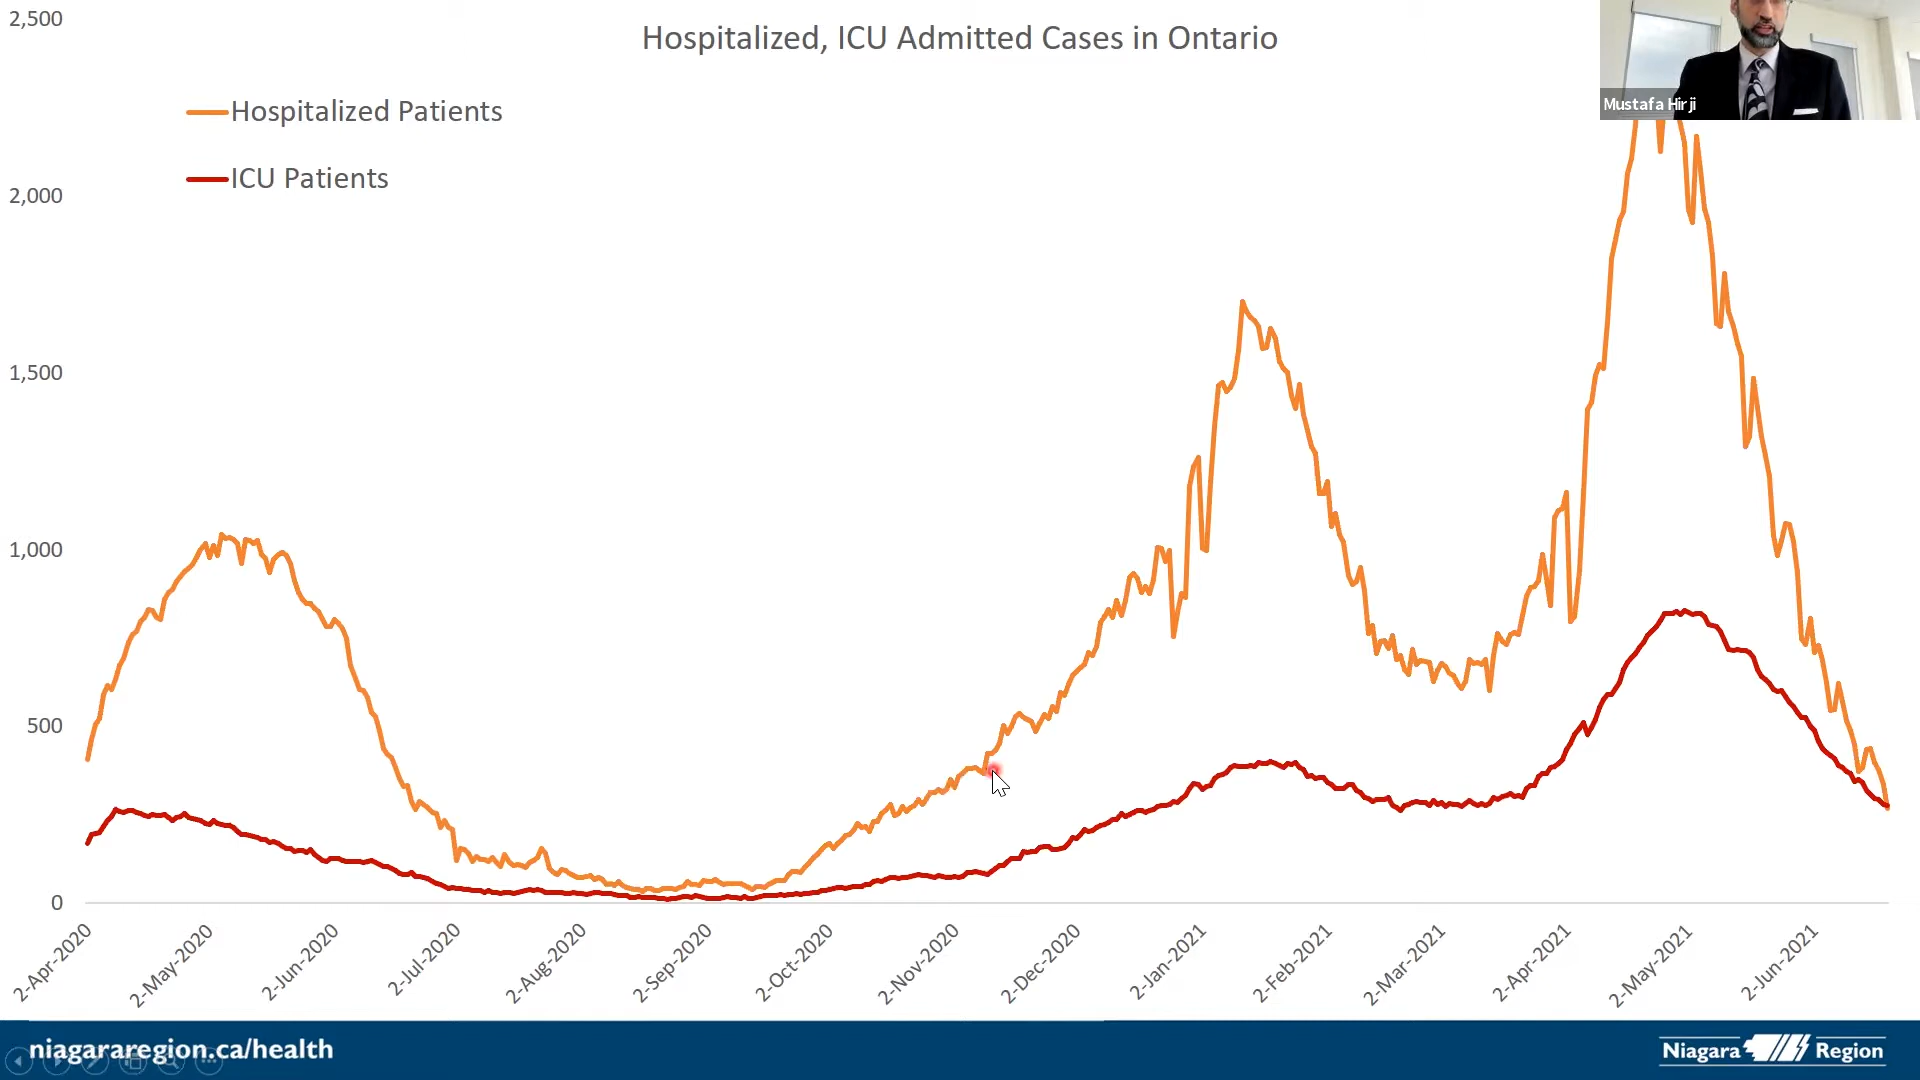 Hospitalized, ICU Admitted Cases in Ontario
Mustafa Hirji
Hospitalized Patients
ICU Patients
2,500
2,000
1,500
1,000
500
0
2-Apr-2020
2-May-2020
2-Jun-2020
2-Jul-2020
2-Aug-2020
2-Sep-2020
2-Oct-2020
2-Nov-2020
2-Dec-2020
2-Jan-2021
2-Feb-2021
2-Mar-2021
2-Apr-2021
2-May-2021
2-Jun-2021
niagararegion.ca/health
Niagara Region